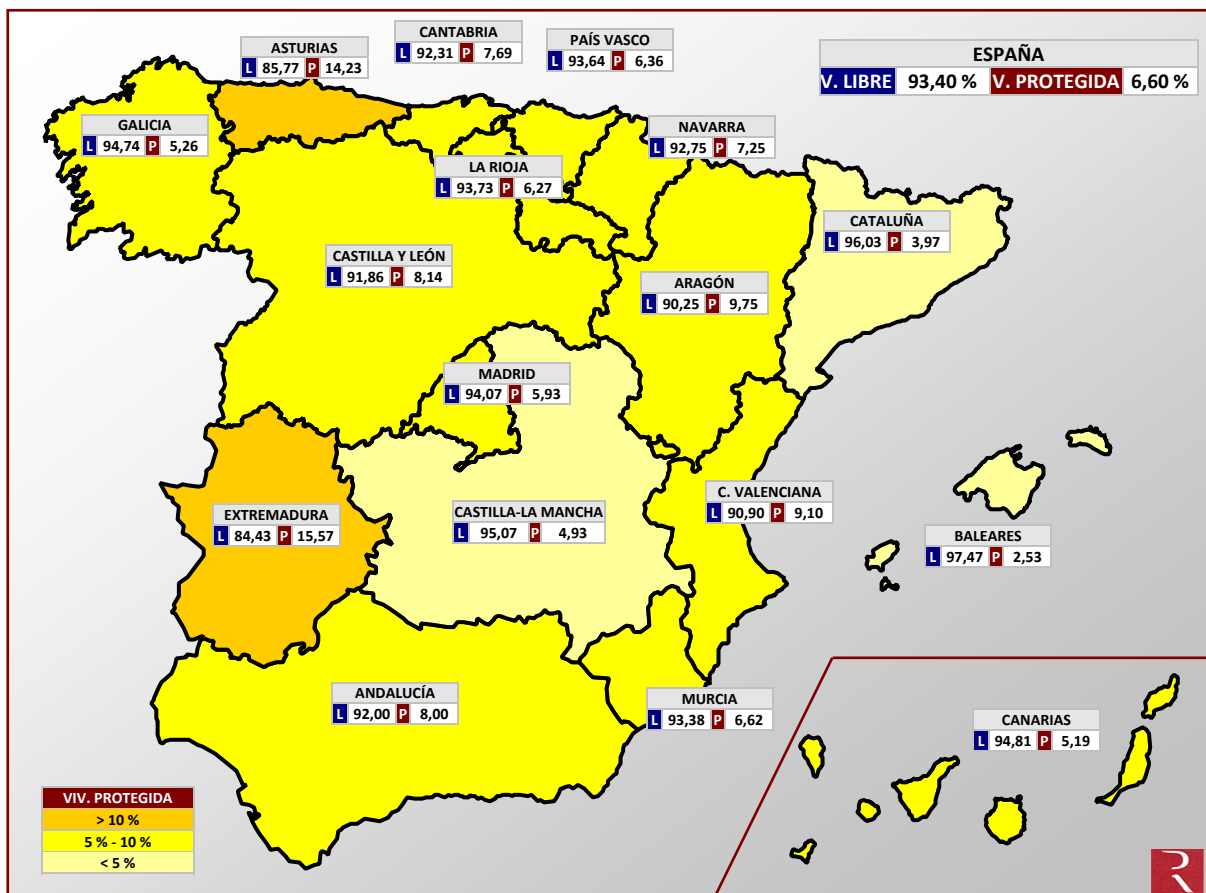 ASTURIAS
L 85,77 P 14,23
CANTABRIA
L 92,31 P 7,69
PAÍS VASCO
L 93,64 P 6,36
ESPAÑA
V. LIBRE 93,40 % V. PROTEGIDA 6,60 %
GALICIA
L 94,74 P 5,26
NAVARRA
L 92,75 P 7,25
LA RIOJA
L 93,73 P 6,27
CATALUÑA
L 96,03 P 3,97
CASTILLA Y LEÓN
L 91,86 P 8,14
ARAGÓN
L 90,25 P 9,75
MADRID
L 94,07 P 5,93
EXTREMADURA
L 84,43 P 15,57
CASTILLA-LA MANCHA
L 95,07 P 4,93
C. VALENCIANA
L 90,90 P 9,10
BALEARES
L 97,47 P 2,53
ANDALUCÍA
L 92,00 P 8,00
MURCIA
L 93,38 P 6,62
CANARIAS
L 94,81 P 5,19
VIV. PROTEGIDA
> 10 %
5 % - 10 %
< 5 %
R